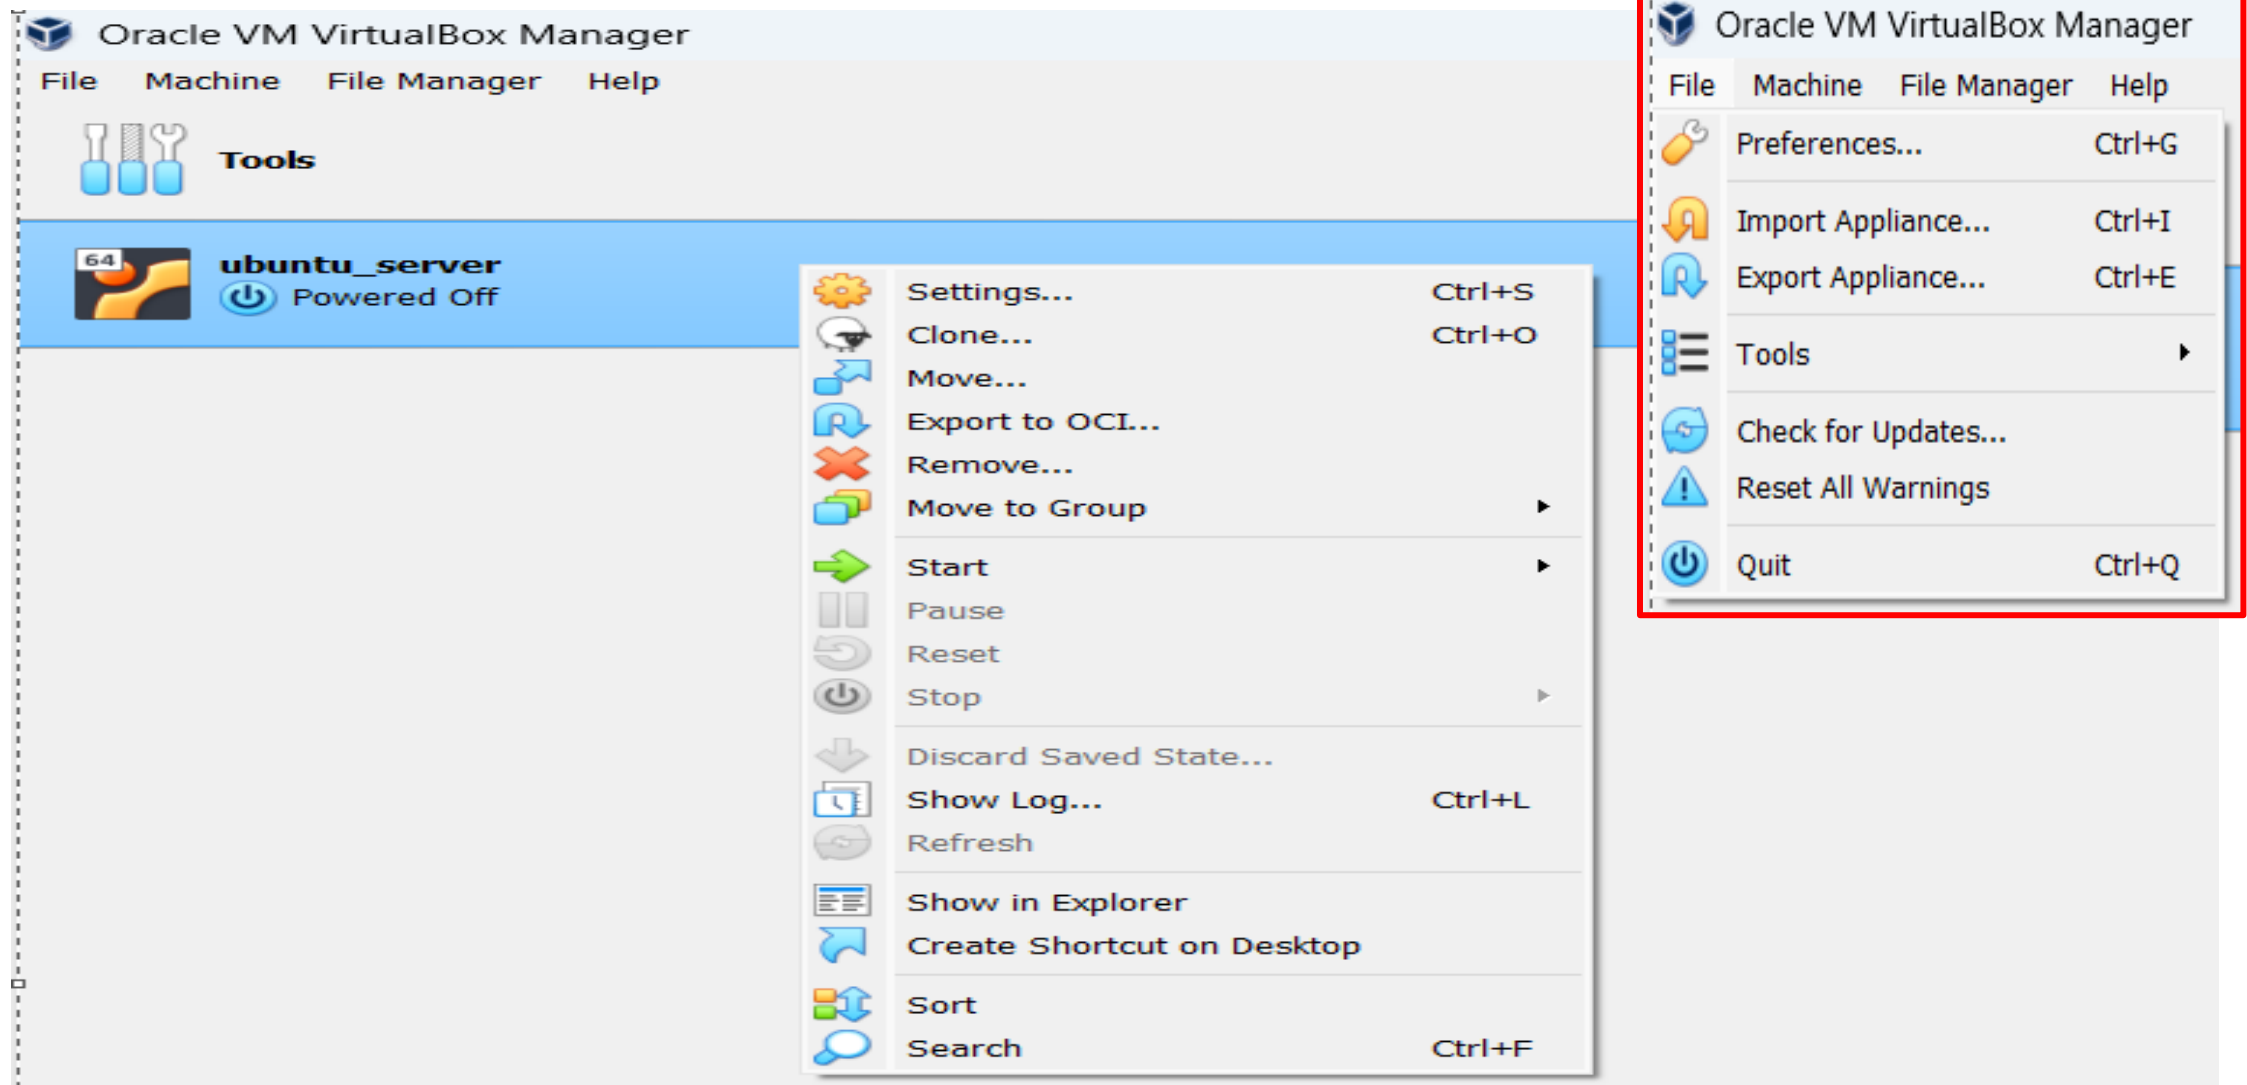 Oracle VM VirtualBox Manager
File Machine File Manager Help
Tools
64
ubuntu_server
Powered Off
Settings... Ctrl+S
Clone... Ctrl+O
Move...
Export to OCI...
Remove...
Move to Group
Start
Pause
Reset
Stop
Discard Saved State...
Show Log... Ctrl+L
Refresh
Show in Explorer
Create Shortcut on Desktop
Sort
Search Ctrl+F
Oracle VM VirtualBox Manager
File Machine File Manager Help
Preferences... Ctrl+G
Import Appliance... Ctrl+I
Export Appliance... Ctrl+E
Tools
Check for Updates...
Reset All Warnings
Quit Ctrl+Q